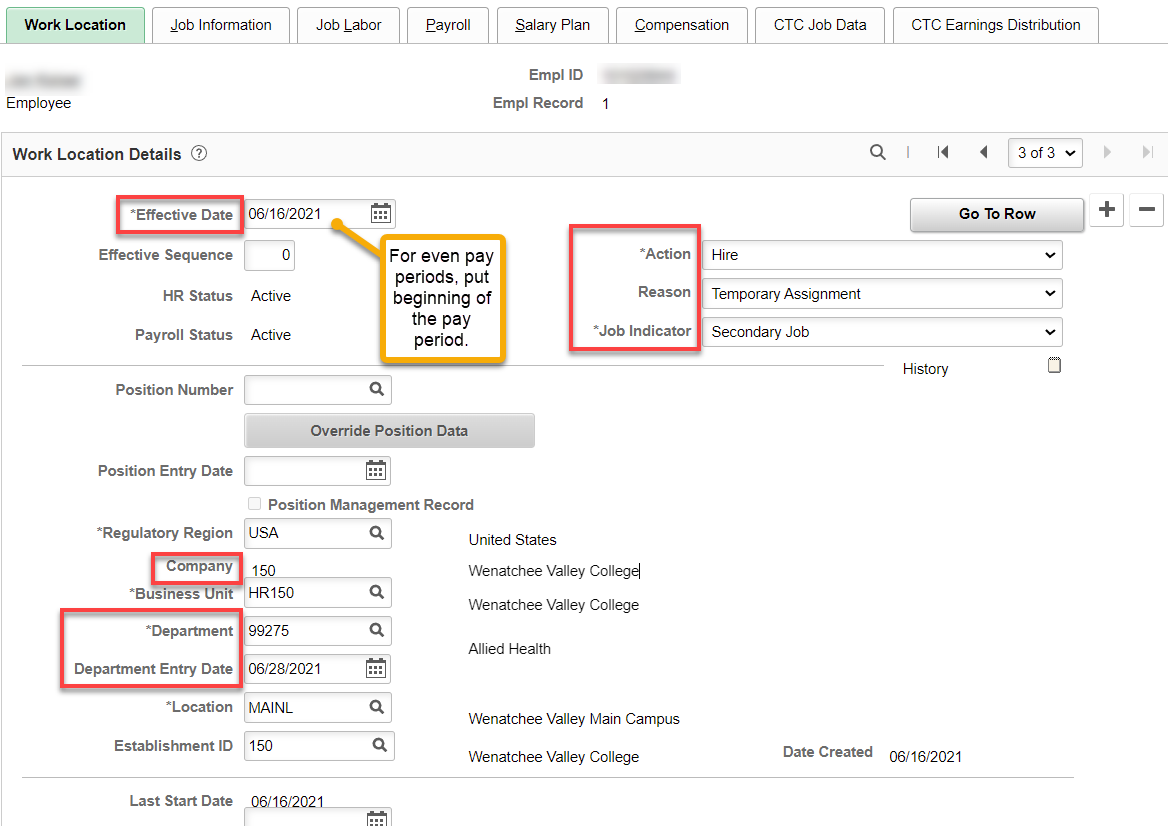 Work Location Job Information Job Labor Payroll Salary Plan Compensation CTC Job Data CTC Earnings Distribution
Empl ID
Employee Empl Record 1
Work Location Details ? 3 of 3
*Effective Date 06/16/2021 Go To Row
Effective Sequence 0 *Action Hire
HR Status Active Reason Temporary Assignment
Payroll Status Active *Job Indicator Secondary Job
For even pay
periods, put
beginning of
the pay
period.
History
Position Number
Override Position Data
Position Entry Date
Position Management Record
*Regulatory Region USA United States
Company 150 Wenatchee Valley College
*Business Unit HR150 Wenatchee Valley College
*Department 99275 Allied Health
Department Entry Date 06/28/2021
*Location MAINL Wenatchee Valley Main Campus
Establishment ID 150 Wenatchee Valley College Date Created 06/16/2021
Last Start Date 06/16/2021